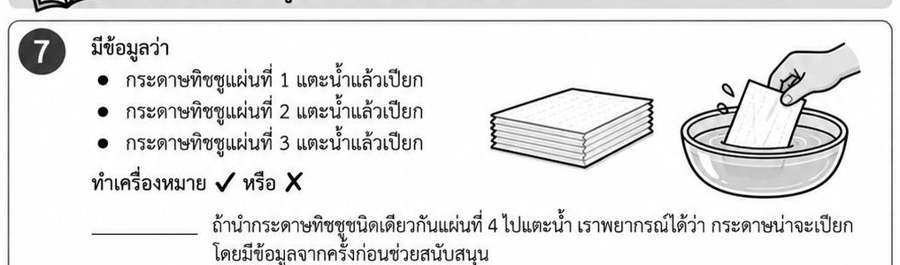 7
มีข้อมูลว่า
● กระดาษทิชชูแผ่นที่ 1 แตะน้ำแล้วเปียก
● กระดาษทิชชูแผ่นที่ 2 แตะน้ำแล้วเปียก
● กระดาษทิชชูแผ่นที่ 3 แตะน้ำแล้วเปียก
ทำเครื่องหมาย ✓ หรือ ✗
ถ้านำกระดาษทิชชูชนิดเดียวกันแผ่นที่ 4 ไปแตะน้ำ เราพยากรณ์ได้ว่า กระดาษน่าจะเปียก
โดยมีข้อมูลจากครั้งก่อนช่วยสนับสนุน